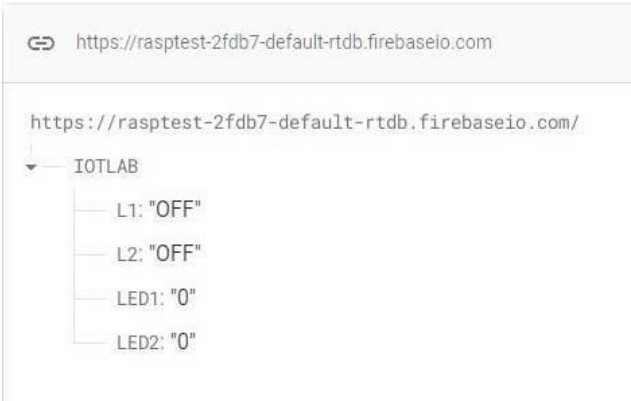 https://rasptest-2fdb7-default-rtdb.firebaseio.com
https://rasptest-2fdb7-default-rtdb.firebaseio.com/
IOTLAB
L1: "OFF"
L2: "OFF"
LED1: "0"
LED2: "0"